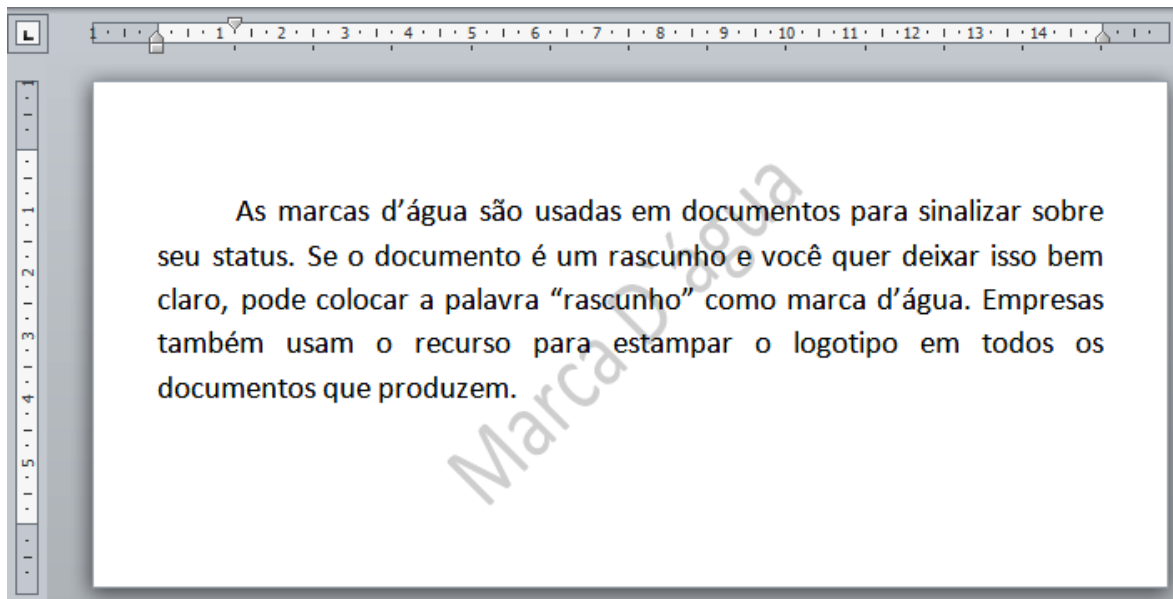 L
1 1 2 3 4 5 6 7 8 9 10 11 12 13 14
1
1
2
3
4
5
As marcas d’água são usadas em documentos para sinalizar sobre
seu status. Se o documento é um rascunho e você quer deixar isso bem
claro, pode colocar a palavra “rascunho” como marca d’água. Empresas
também usam o recurso para estampar o logotipo em todos os
documentos que produzem.
Marca D`água